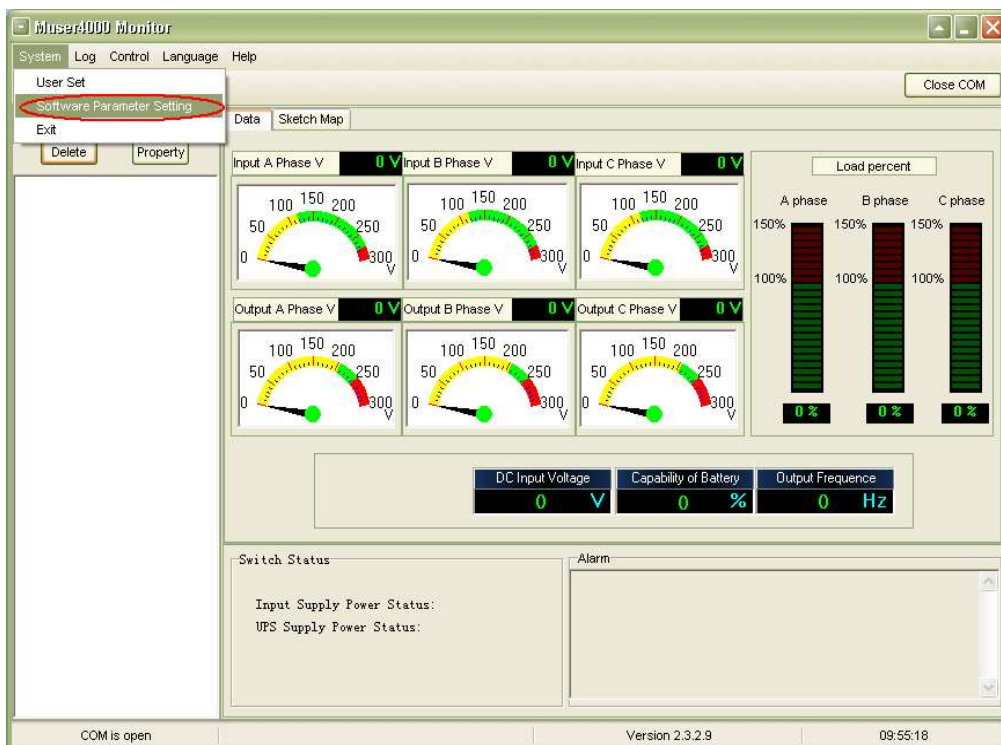 Muser4000 Monitor
System Log Control Language Help
User Set
Software Parameter Setting
Exit
Close COM
Delete Property
Data Sketch Map
Input A Phase V 0 V Input B Phase V 0 V Input C Phase V 0 V
0 50 100 150 200 250 300 V
0 50 100 150 200 250 300 V
0 50 100 150 200 250 300 V
Output A Phase V 0 V Output B Phase V 0 V Output C Phase V 0 V
0 50 100 150 200 250 300 V
0 50 100 150 200 250 300 V
0 50 100 150 200 250 300 V
Load percent
A phase B phase C phase
150% 150% 150%
100% 100% 100%
0 % 0 % 0 %
DC Input Voltage Capability of Battery Output Frequence
0 V 0 % 0 Hz
Switch Status
Input Supply Power Status:
UPS Supply Power Status:
Alarm
COM is open Version 2.3.2.9 09:55:18